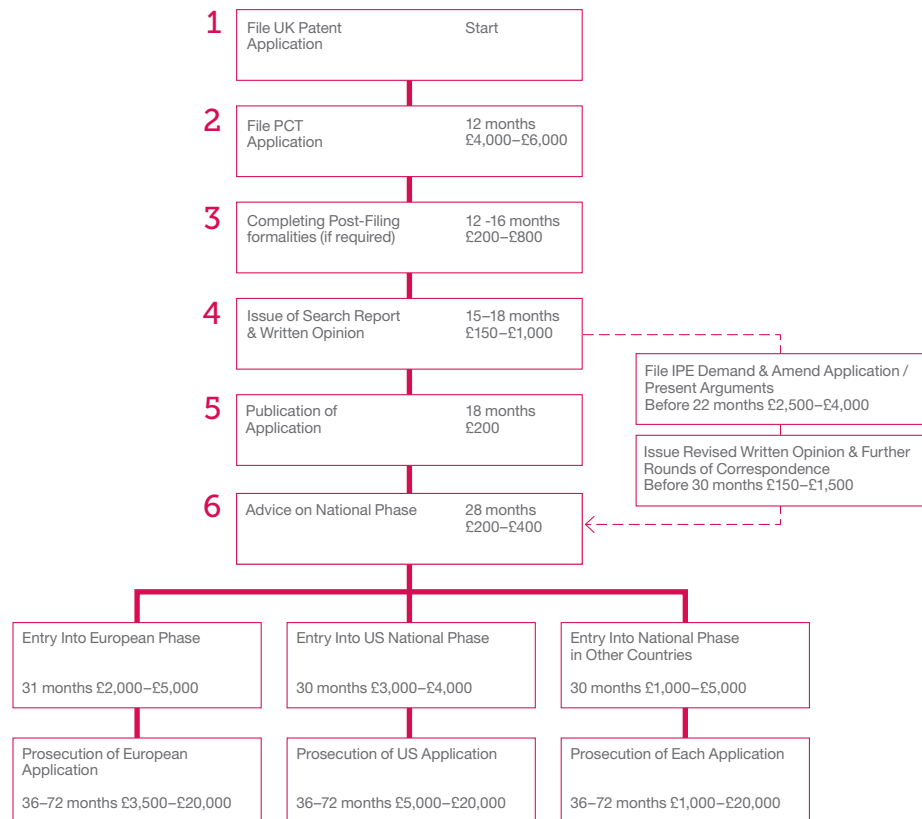 1
File UK Patent
Application
Start
2
File PCT
Application
12 months
£4,000–£6,000
3
Completing Post-Filing
formalities (if required)
12 -16 months
£200–£800
4
Issue of Search Report
& Written Opinion
15–18 months
£150–£1,000
File IPE Demand & Amend Application /
Present Arguments
Before 22 months £2,500–£4,000
5
Publication of
Application
18 months
£200
Issue Revised Written Opinion & Further
Rounds of Correspondence
Before 30 months £150–£1,500
6
Advice on National Phase
28 months
£200–£400
Entry Into European Phase
31 months £2,000–£5,000
Entry Into US National Phase
30 months £3,000–£4,000
Entry Into National Phase
in Other Countries
30 months £1,000–£5,000
Prosecution of European
Application
36–72 months £3,500–£20,000
Prosecution of US Application
36–72 months £5,000–£20,000
Prosecution of Each Application
36–72 months £1,000–£20,000